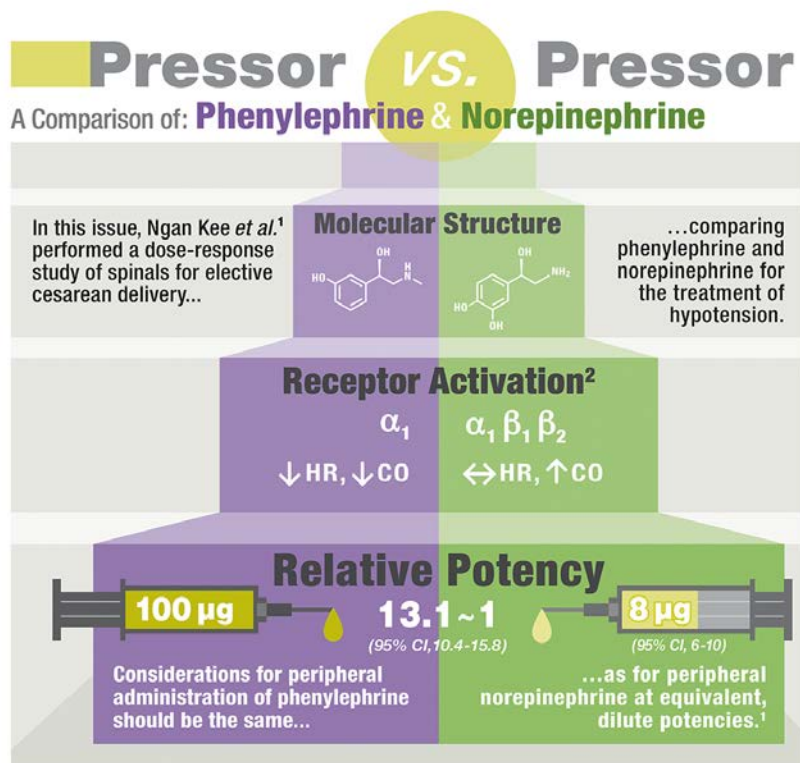 Pressor VS. Pressor
A Comparison of: Phenylephrine & Norepinephrine
In this issue, Ngan Kee et al.¹
performed a dose-response
study of spinals for elective
cesarean delivery...
Molecular Structure
OH
HO
H
N
OH
NH₂
HO
OH
...comparing
phenylephrine and
norepinephrine for
the treatment of
hypotension.
Receptor Activation²
α₁
α₁ β₁ β₂
↓HR, ↓CO
↔HR, ↑CO
Relative Potency
100 µg
13.1~1
(95% CI,10.4-15.8)
8 µg
(95% CI, 6-10)
Considerations for peripheral
administration of phenylephrine
should be the same...
...as for peripheral
norepinephrine at equivalent,
dilute potencies.¹